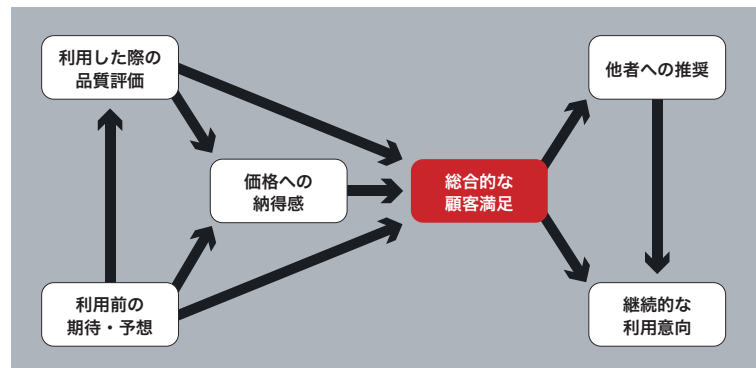 利用した際の
品質評価
他者への推奨
価格への
納得感
総合的な
顧客満足
利用前の
期待・予想
継続的な
利用意向